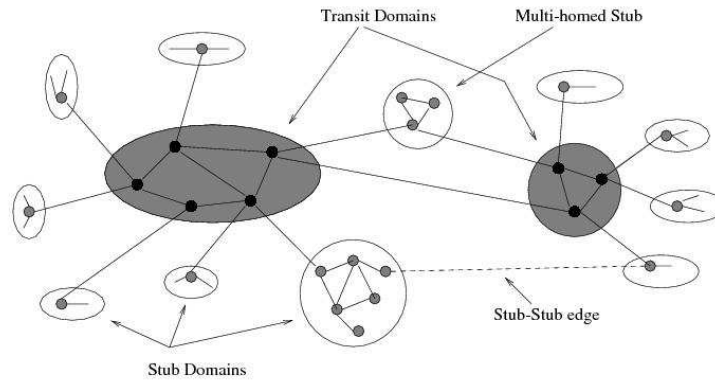 Transit Domains
Multi-homed Stub
Stub-Stub edge
Stub Domains